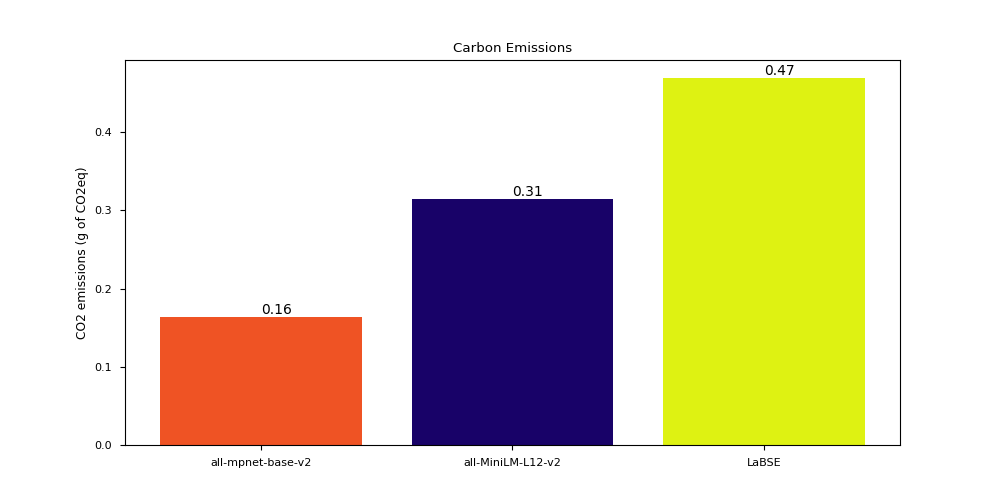 Carbon Emissions
CO2 emissions (g of CO2eq)
0.4
0.3
0.2
0.1
0.0
0.16
0.31
0.47
all-mpnet-base-v2
all-MiniLM-L12-v2
LaBSE